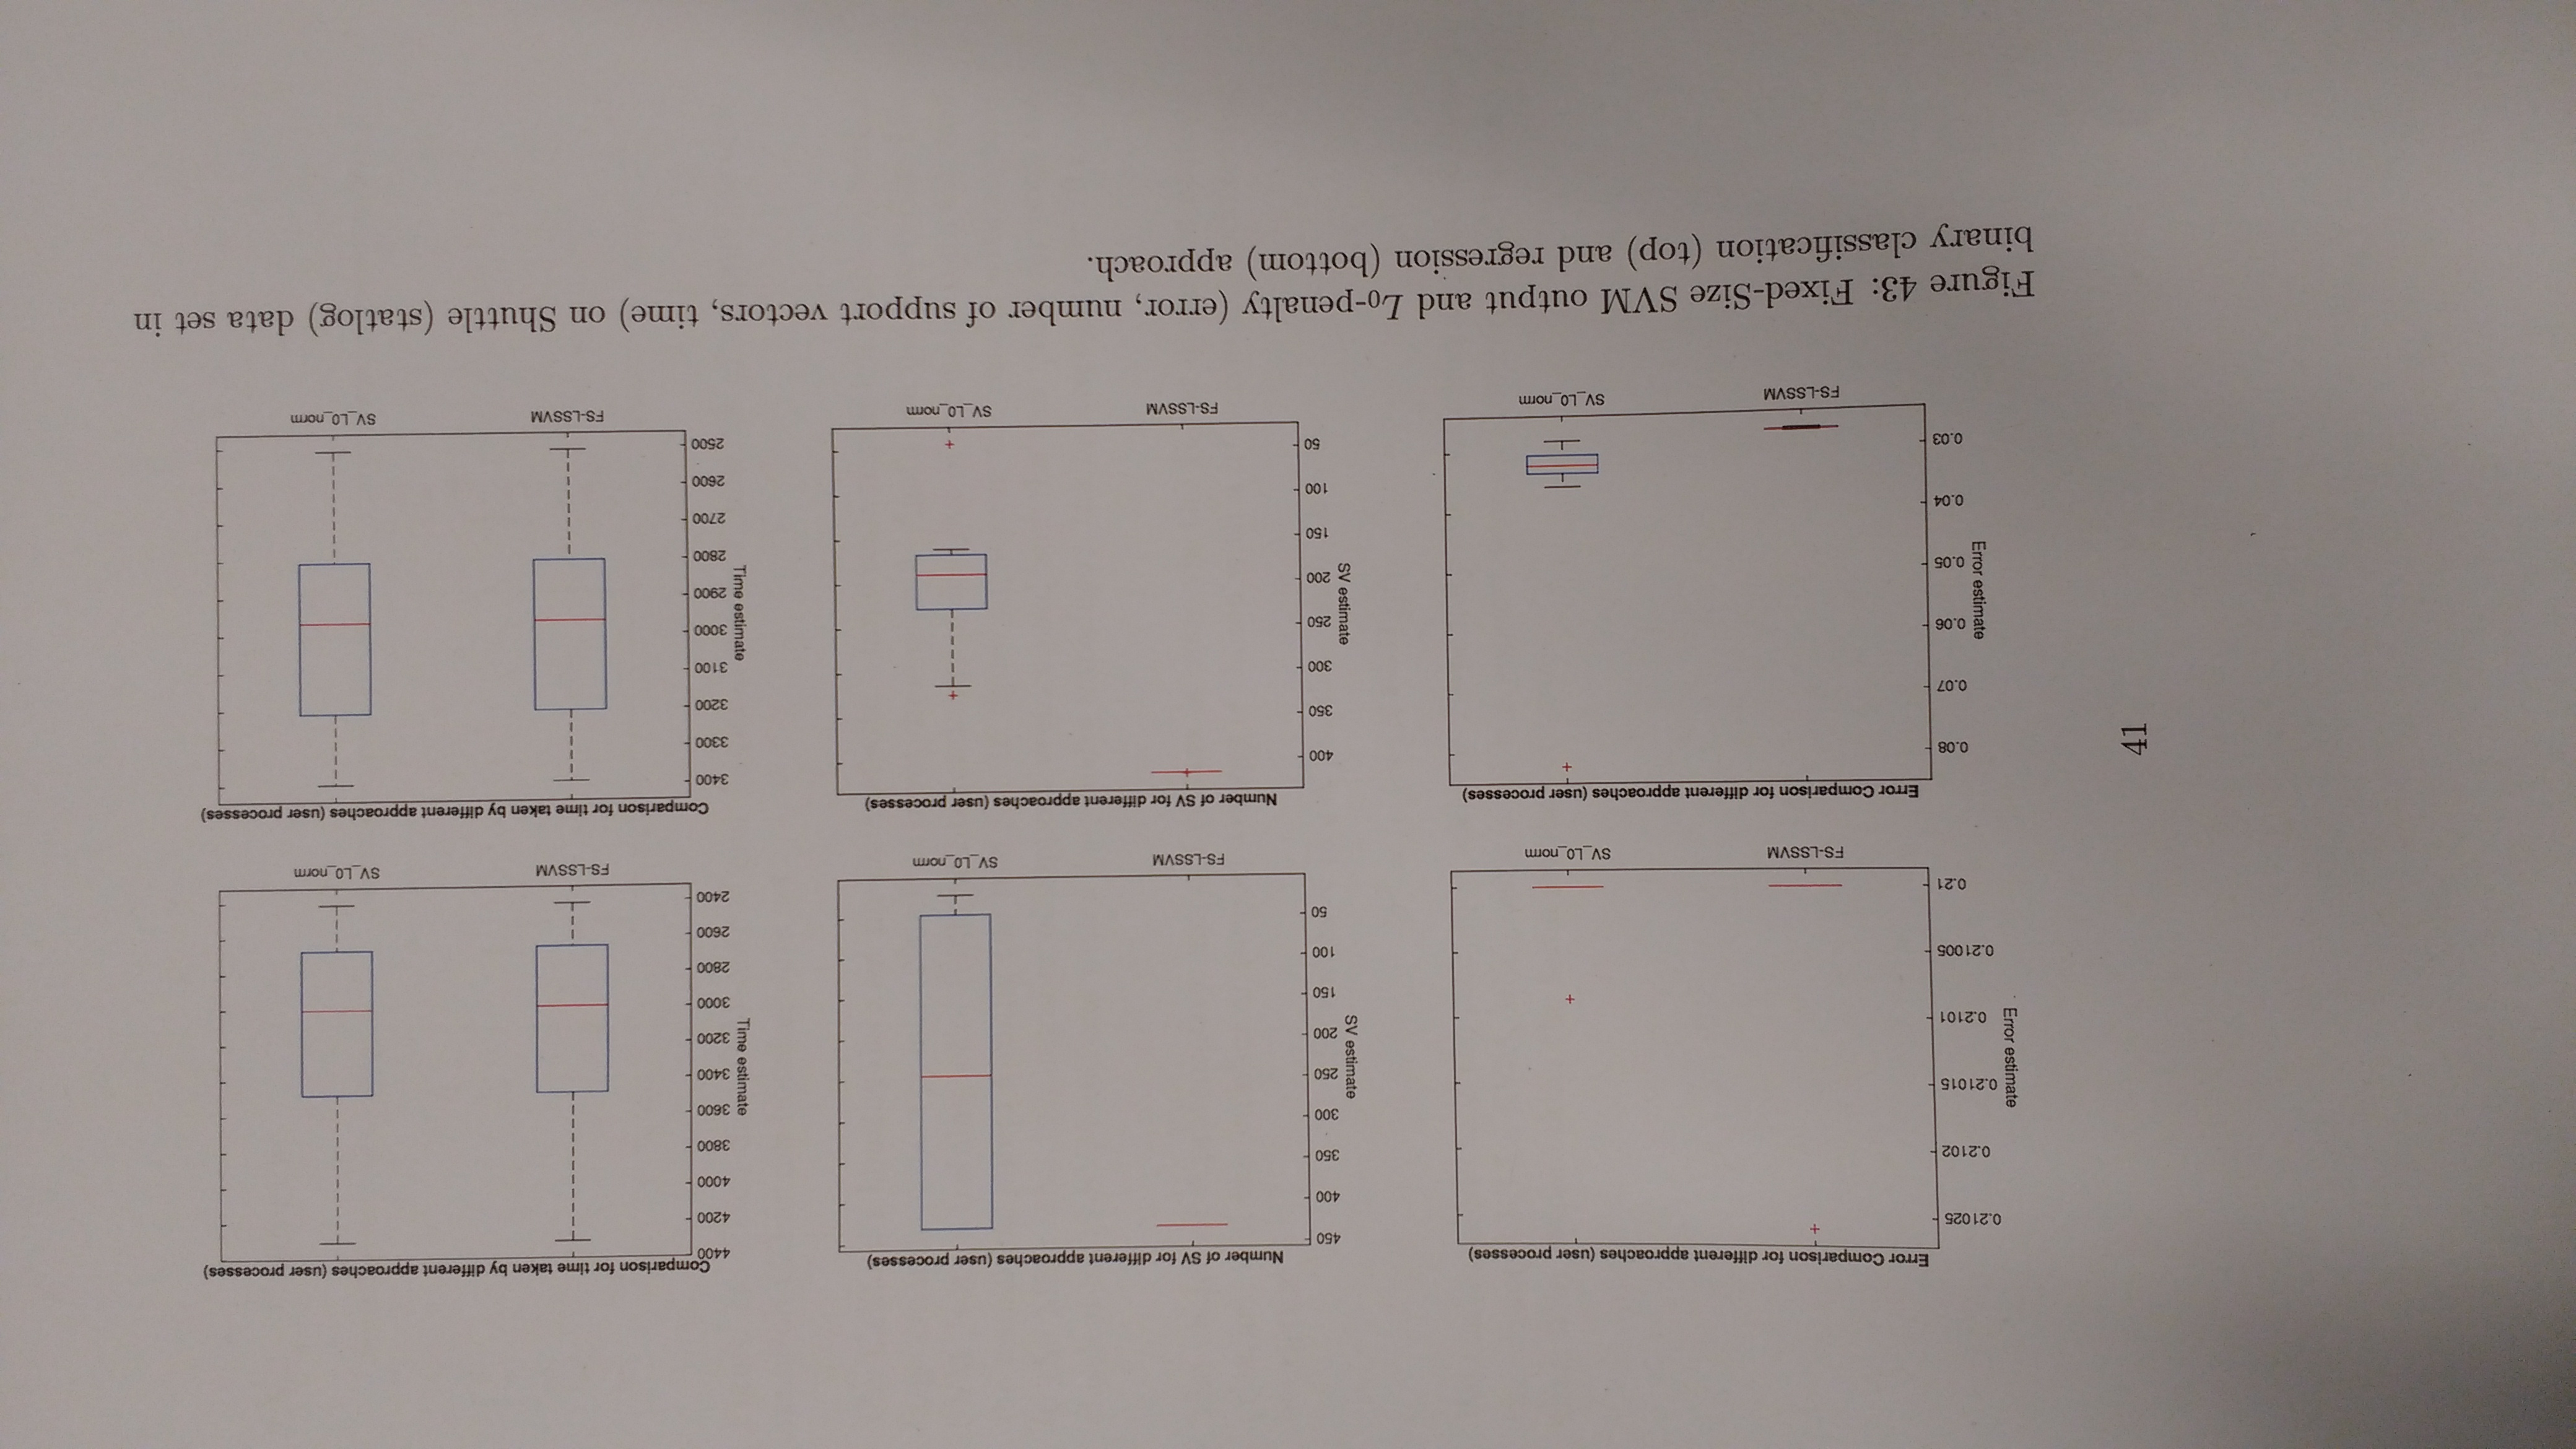 Error Comparison for different approaches (user processes)
0.21025
0.2102
0.21015
0.2101
0.21005
0.21
Error estimate
FS-LSSVM
SV_L0_norm
Number of SV for different approaches (user processes)
450
400
350
300
250
200
150
100
50
SV estimate
FS-LSSVM
SV_L0_norm
Comparison for time taken by different approaches (user processes)
4400
4200
4000
3800
3600
3400
3200
3000
2800
2600
2400
Time estimate
FS-LSSVM
SV_L0_norm
Error Comparison for different approaches (user processes)
0.08
0.07
0.06
0.05
0.04
0.03
Error estimate
FS-LSSVM
SV_L0_norm
Number of SV for different approaches (user processes)
400
350
300
250
200
150
100
50
SV estimate
FS-LSSVM
SV_L0_norm
Comparison for time taken by different approaches (user processes)
3400
3300
3200
3100
3000
2900
2800
2700
2600
2500
Time estimate
FS-LSSVM
SV_L0_norm
41
Figure 43: Fixed-Size SVM output and L0-penalty (error, number of support vectors, time) on Shuttle (statlog) data set in
binary classification (top) and regression (bottom) approach.